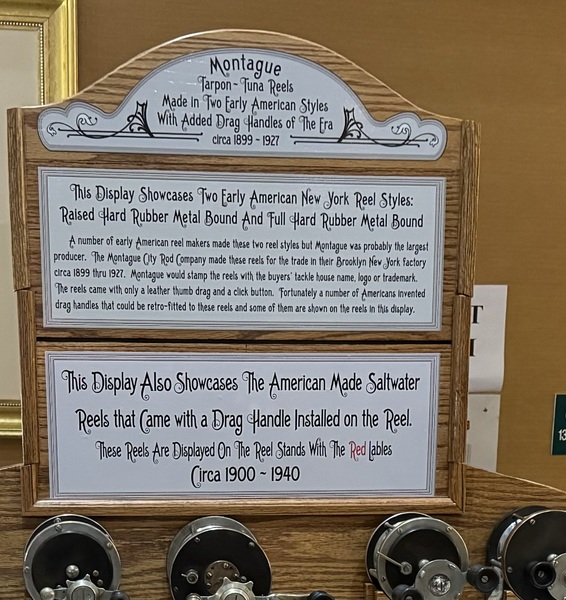 Montague
Tarpon - Tuna Reels
Made in Two Early American Styles
With Added Drag Handles of The Era
circa 1899 - 1927
This Display Showcases Two Early American New York Reel Styles:
Raised Hard Rubber Metal Bound And Full Hard Rubber Metal Bound
A number of early American reel makers made these two reel styles but Montague was probably the largest
producer. The Montague City Rod Company made these reels for the trade in their Brooklyn New York factory
circa 1899 thru 1927. Montague would stamp the reels with the buyers' tackle house name, logo or trademark.
The reels came with only a leather thumb drag and a click button. Fortunately a number of Americans invented
drag handles that could be retro-fitted to these reels and some of them are shown on the reels in this display.
This Display Also Showcases The American Made Saltwater
Reels that Came with a Drag Handle Installed on the Reel.
These Reels Are Displayed On The Reel Stands With The Red Lables
Circa 1900 ~ 1940